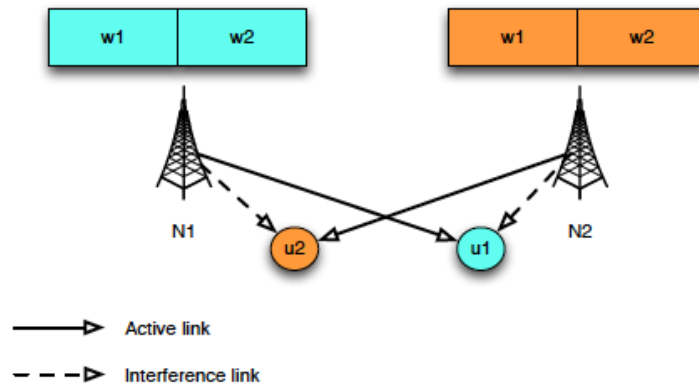 w1 w2 w1 w2
N1 N2
u2 u1
Active link
Interference link